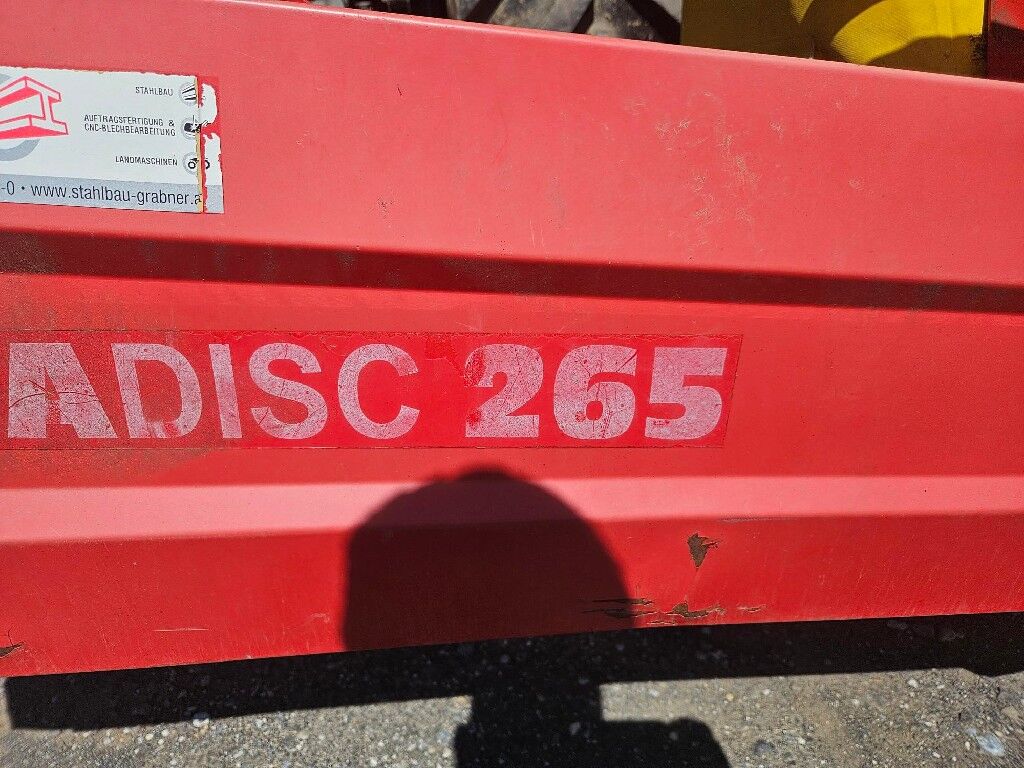 STAHLBAU
AUFTRAGSFERTIGUNG &
CNC-BLECHBEARBEITUNG
LANDMASCHINEN
-0 • www.stahlbau-grabner.a
ADISC 265